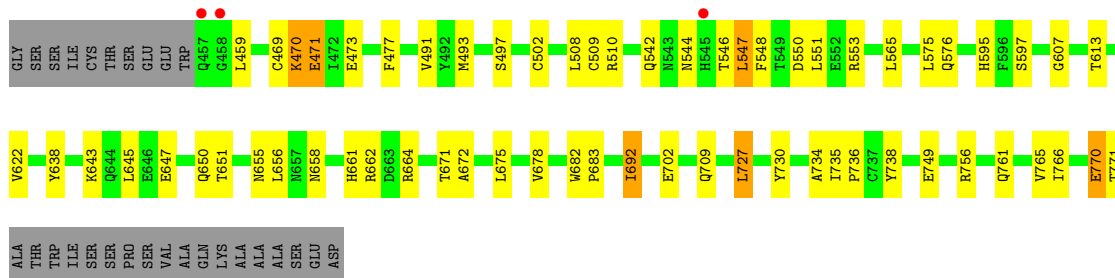 GLY SER SER ILE CYS THR SER GLU GLU TRP Q457 G458 L459 C469 K470 E471 I472 E473 F477 V491 Y492 M493 S497 C502 L508 C509 R510 Q542 N543 N544 H545 T546 L547 F548 T549 D550 L551 E552 R553 L565 L575 Q576 H595 F596 S597 G607 T613
V622 Y638 K643 Q644 L645 E646 E647 Q650 T651 N655 L656 N657 N658 H661 R662 D663 R664 T671 A672 L675 V678 W682 P683 I692 E702 Q709 L727 Y730 A734 I735 P736 C737 Y738 E749 R756 Q761 V765 I766 E770 T771
ALA THR TRP ILE SER SER PRO SER VAL ALA GLN LYS ALA ALA ALA SER GLU ASP